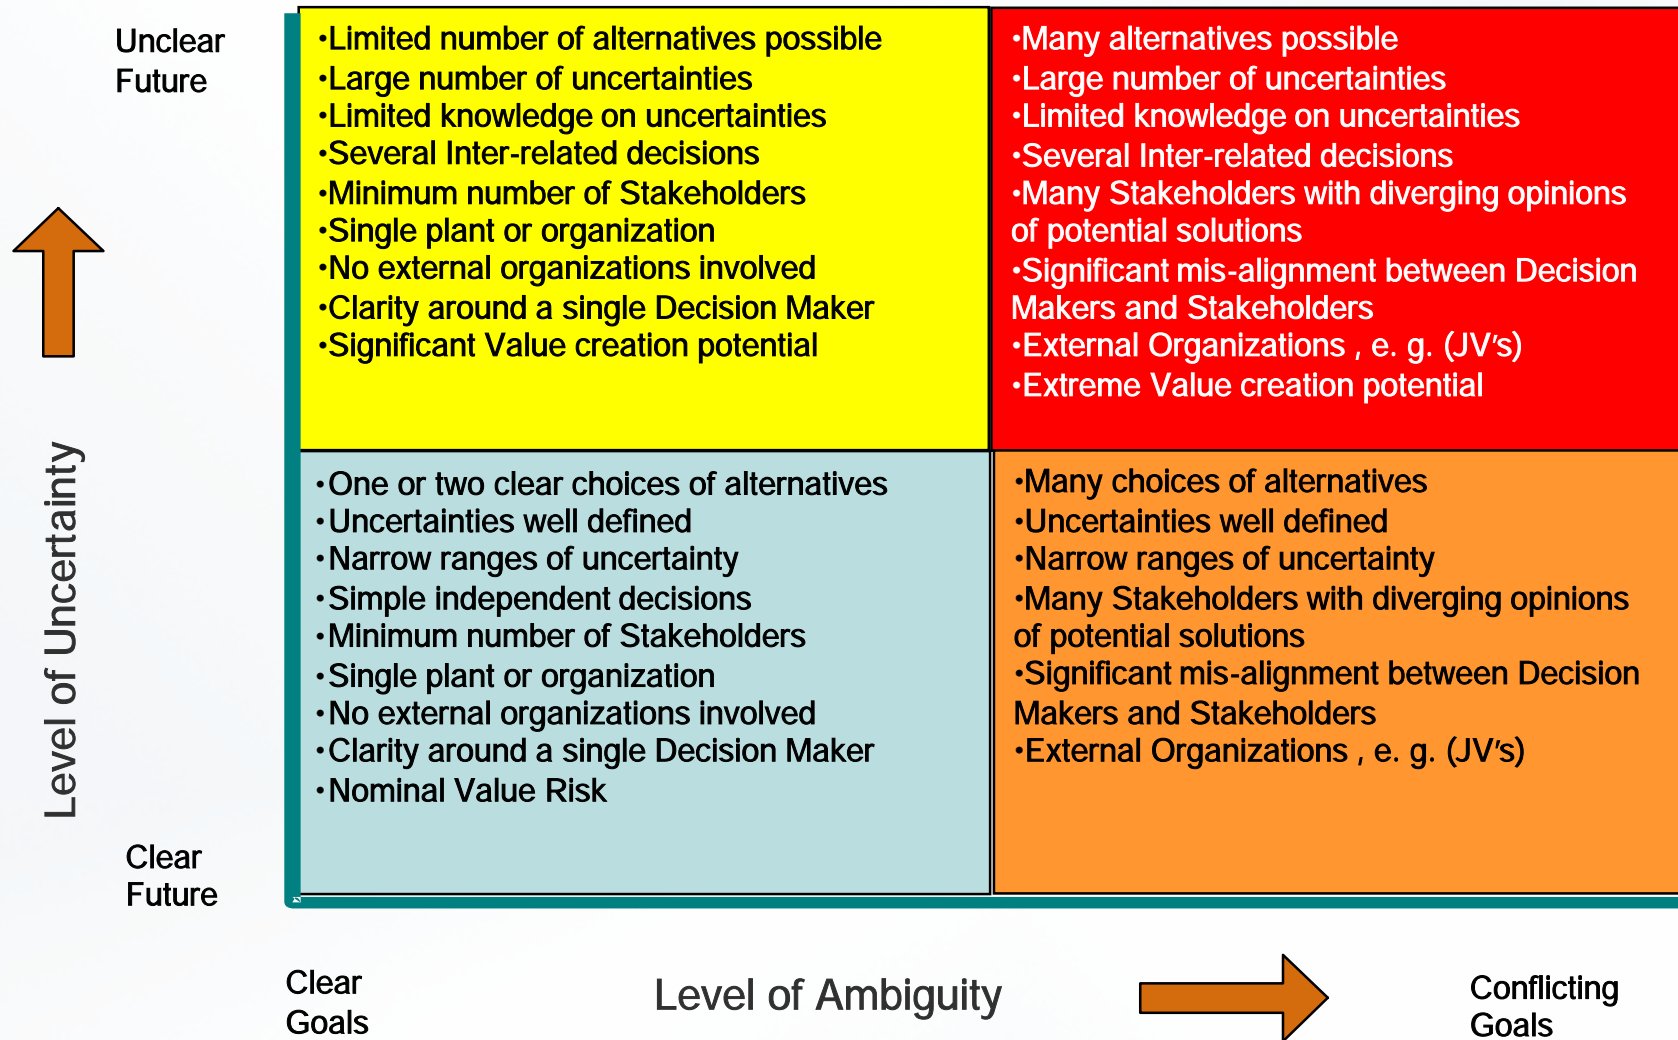 Unclear
Future
•Limited number of alternatives possible
•Large number of uncertainties
•Limited knowledge on uncertainties
•Several Inter-related decisions
•Minimum number of Stakeholders
•Single plant or organization
•No external organizations involved
•Clarity around a single Decision Maker
•Significant Value creation potential
•Many alternatives possible
•Large number of uncertainties
•Limited knowledge on uncertainties
•Several Inter-related decisions
•Many Stakeholders with diverging opinions
of potential solutions
•Significant mis-alignment between Decision
Makers and Stakeholders
•External Organizations , e. g. (JV's)
•Extreme Value creation potential
Level of Uncertainty
•One or two clear choices of alternatives
•Uncertainties well defined
•Narrow ranges of uncertainty
•Simple independent decisions
•Minimum number of Stakeholders
•Single plant or organization
•No external organizations involved
•Clarity around a single Decision Maker
•Nominal Value Risk
•Many choices of alternatives
•Uncertainties well defined
•Narrow ranges of uncertainty
•Many Stakeholders with diverging opinions
of potential solutions
•Significant mis-alignment between Decision
Makers and Stakeholders
•External Organizations , e. g. (JV's)
Clear
Future
Clear
Goals
Level of Ambiguity
Conflicting
Goals